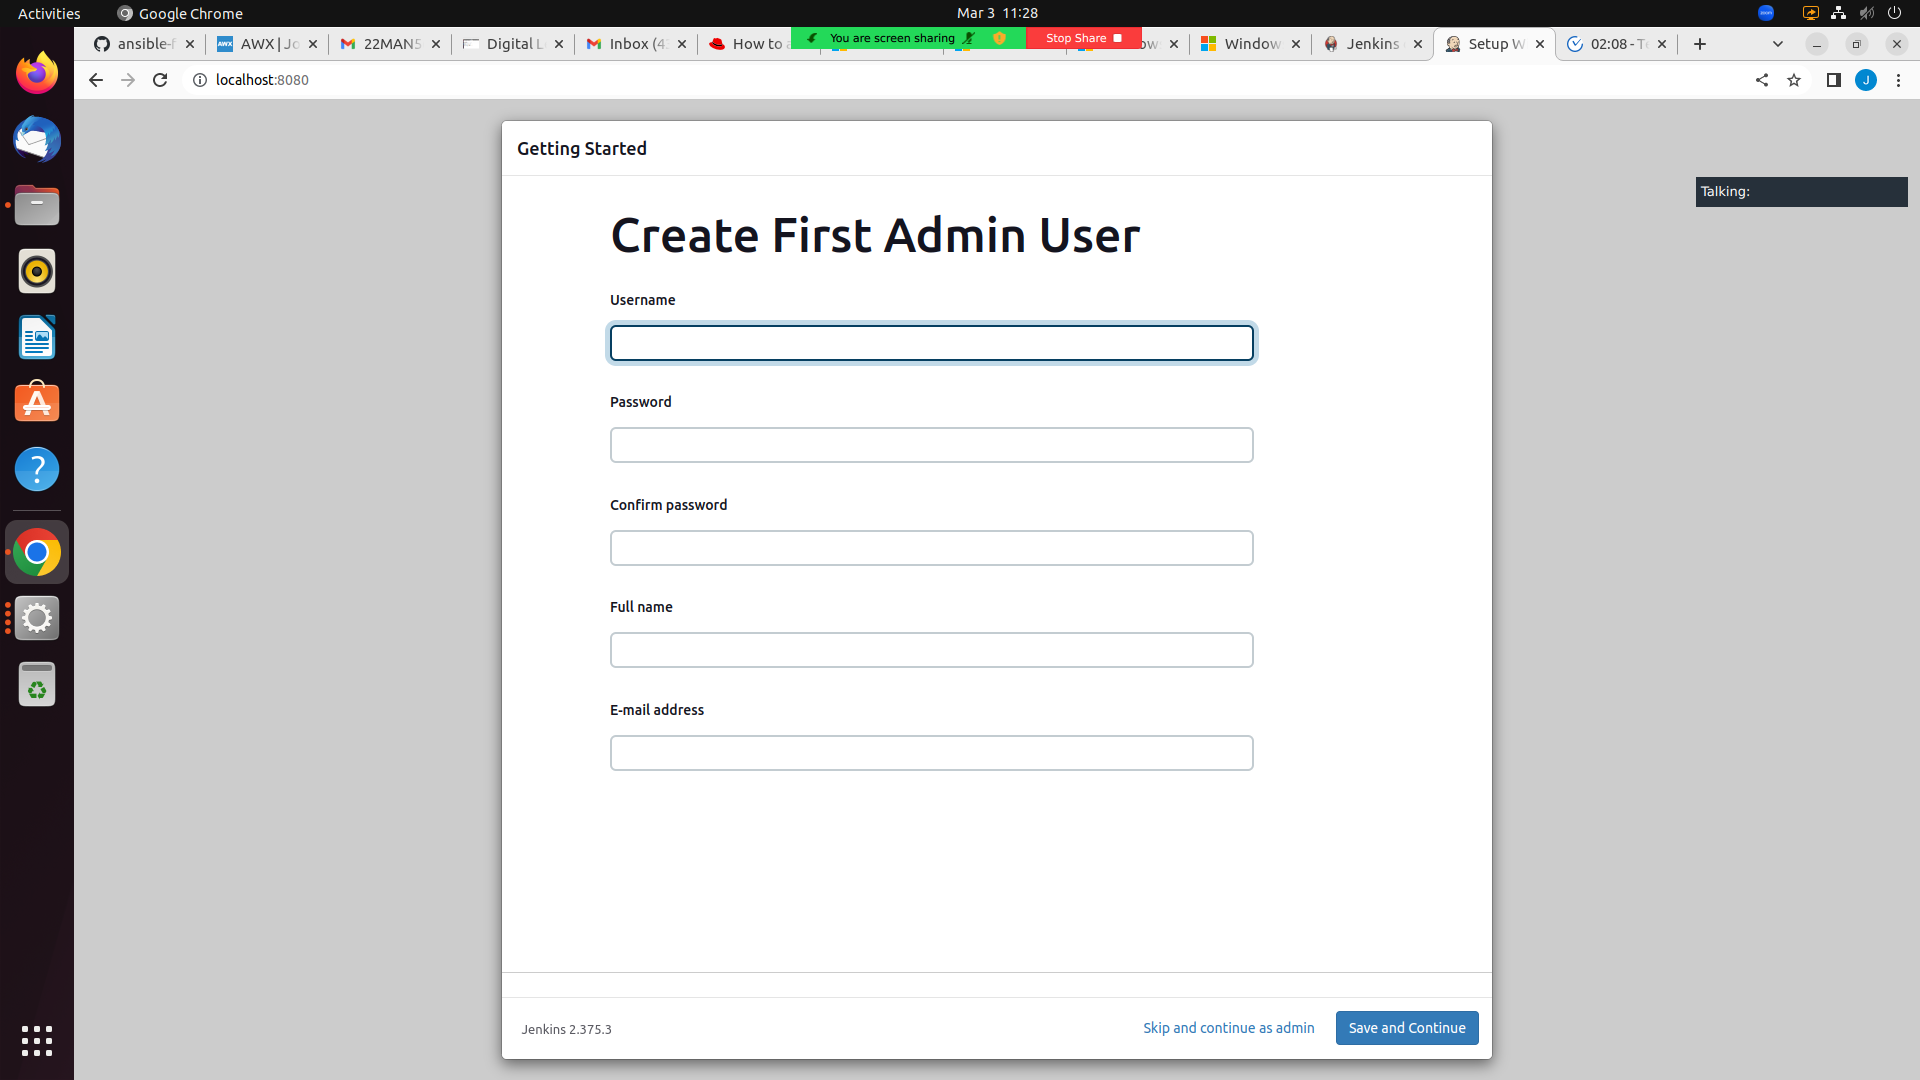 Activities
Google Chrome
Mar 3 11:28
zoom
ansible-f
AWX | Jo
22MAN5
Digital L
Inbox (4
How to a
You are screen sharing
Stop Share
Window
Jenkins
Setup W
02:08 - Te
localhost:8080
J
Getting Started
Talking:
Create First Admin User
Username
Password
Confirm password
Full name
E-mail address
Jenkins 2.375.3
Skip and continue as admin
Save and Continue